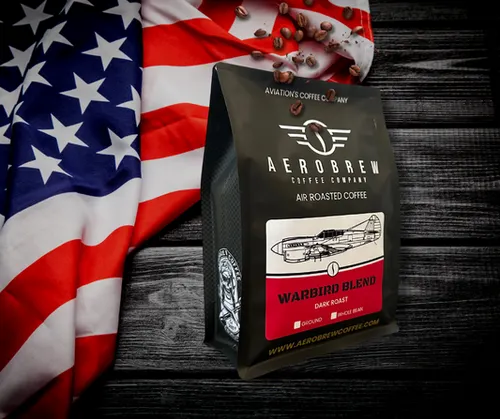 AVIATION'S COFFEE COMPANY
AEROBREW
COFFEE COMPANY
AIR ROASTED COFFEE
WARBIRD BLEND
DARK ROAST
GROUND WHOLE BEAN
WWW.AEROBREWCOFFEE.COM